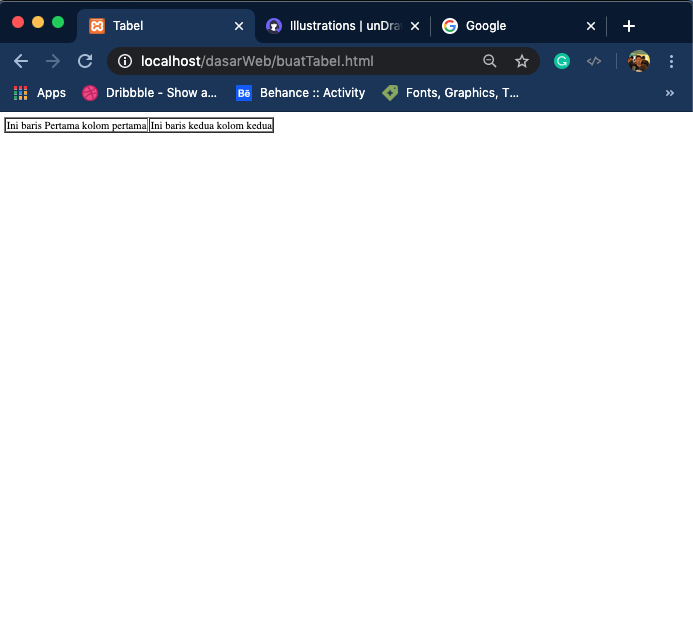 Tabel
Illustrations | unDra
Google
localhost/dasarWeb/buatTabel.html
Apps
Dribbble - Show a...
Bē Behance :: Activity
Fonts, Graphics, T...
Ini baris Pertama kolom pertama Ini baris kedua kolom kedua